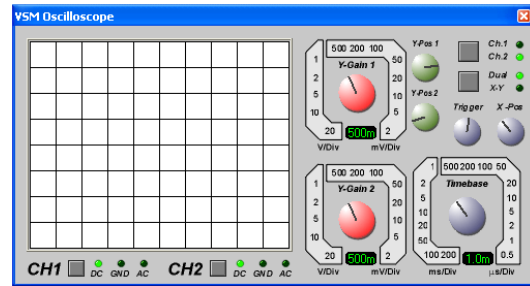 VSM Oscilloscope
500 200 100
1
2
5
10
20
50
20
10
5
2
Y-Gain 1
500m
V/Div mV/Div
Y-Pos 1
Y-Pos 2
Ch.1
Ch.2
Dual
X-Y
Trigger X-Pos
500 200 100
1
2
5
10
20
50
20
10
5
2
Y-Gain 2
500m
V/Div mV/Div
1 500 200 100 50
2
5
10
20
50
100 200
20
10
5
2
1
0.5
Timebase
1.0m
ms/Div µs/Div
CH1 DC GND AC CH2 DC GND AC